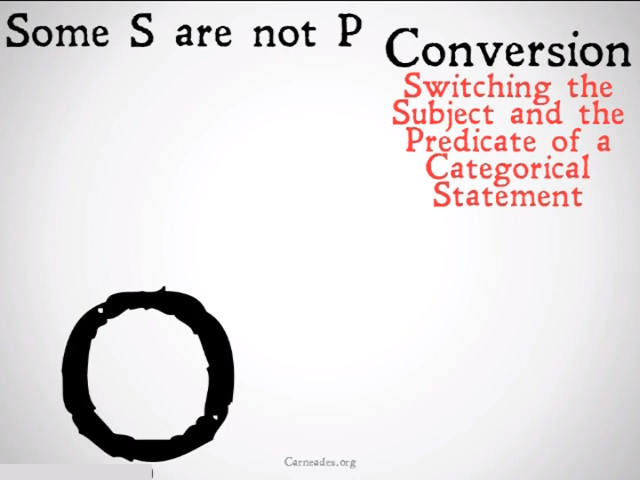 Some S are not P
Conversion
Switching the
Subject and the
Predicate of a
Categorical
Statement
Carneades.org